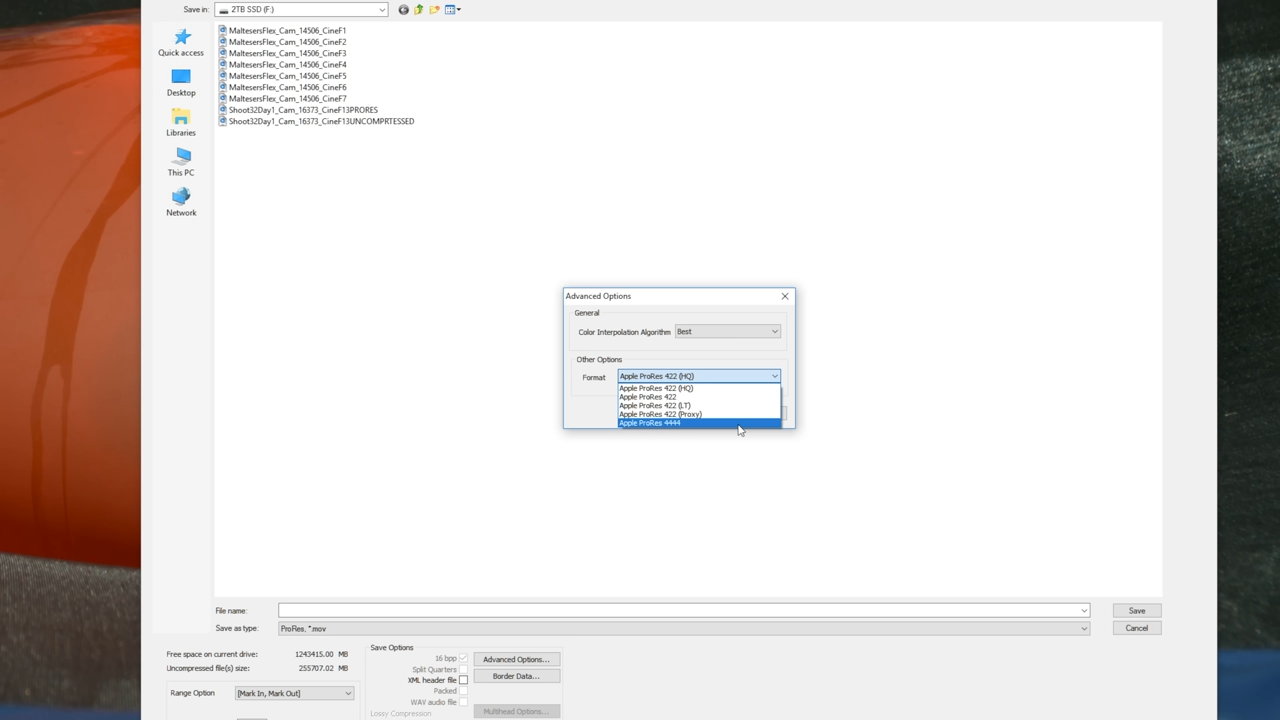 Save in: 2TB SSD (F:)
Quick access
Desktop
Libraries
This PC
Network
MaltesersFlex_Cam_14506_CineF1
MaltesersFlex_Cam_14506_CineF2
MaltesersFlex_Cam_14506_CineF3
MaltesersFlex_Cam_14506_CineF4
MaltesersFlex_Cam_14506_CineF5
MaltesersFlex_Cam_14506_CineF6
MaltesersFlex_Cam_14506_CineF7
Shoot32Day1_Cam_16373_CineF13PRORES
Shoot32Day1_Cam_16373_CineF13UNCOMPRTESSED
Advanced Options
General
Color Interpolation Algorithm Best
Other Options
Format Apple ProRes 422 (HQ)
Apple ProRes 422 (HQ)
Apple ProRes 422
Apple ProRes 422 (LT)
Apple ProRes 422 (Proxy)
Apple ProRes 4444
File name: Save
Save as type: ProRes, *.mov Cancel
Free space on current drive: 1243415.00 MB
Uncompressed file(s) size: 255707.02 MB
Range Option [Mark In, Mark Out]
Save Options
16 bpp
Split Quarters
XML header file
Packed
WAV audio file
Lossy Compression
Advanced Options...
Border Data...
Multihead Options...